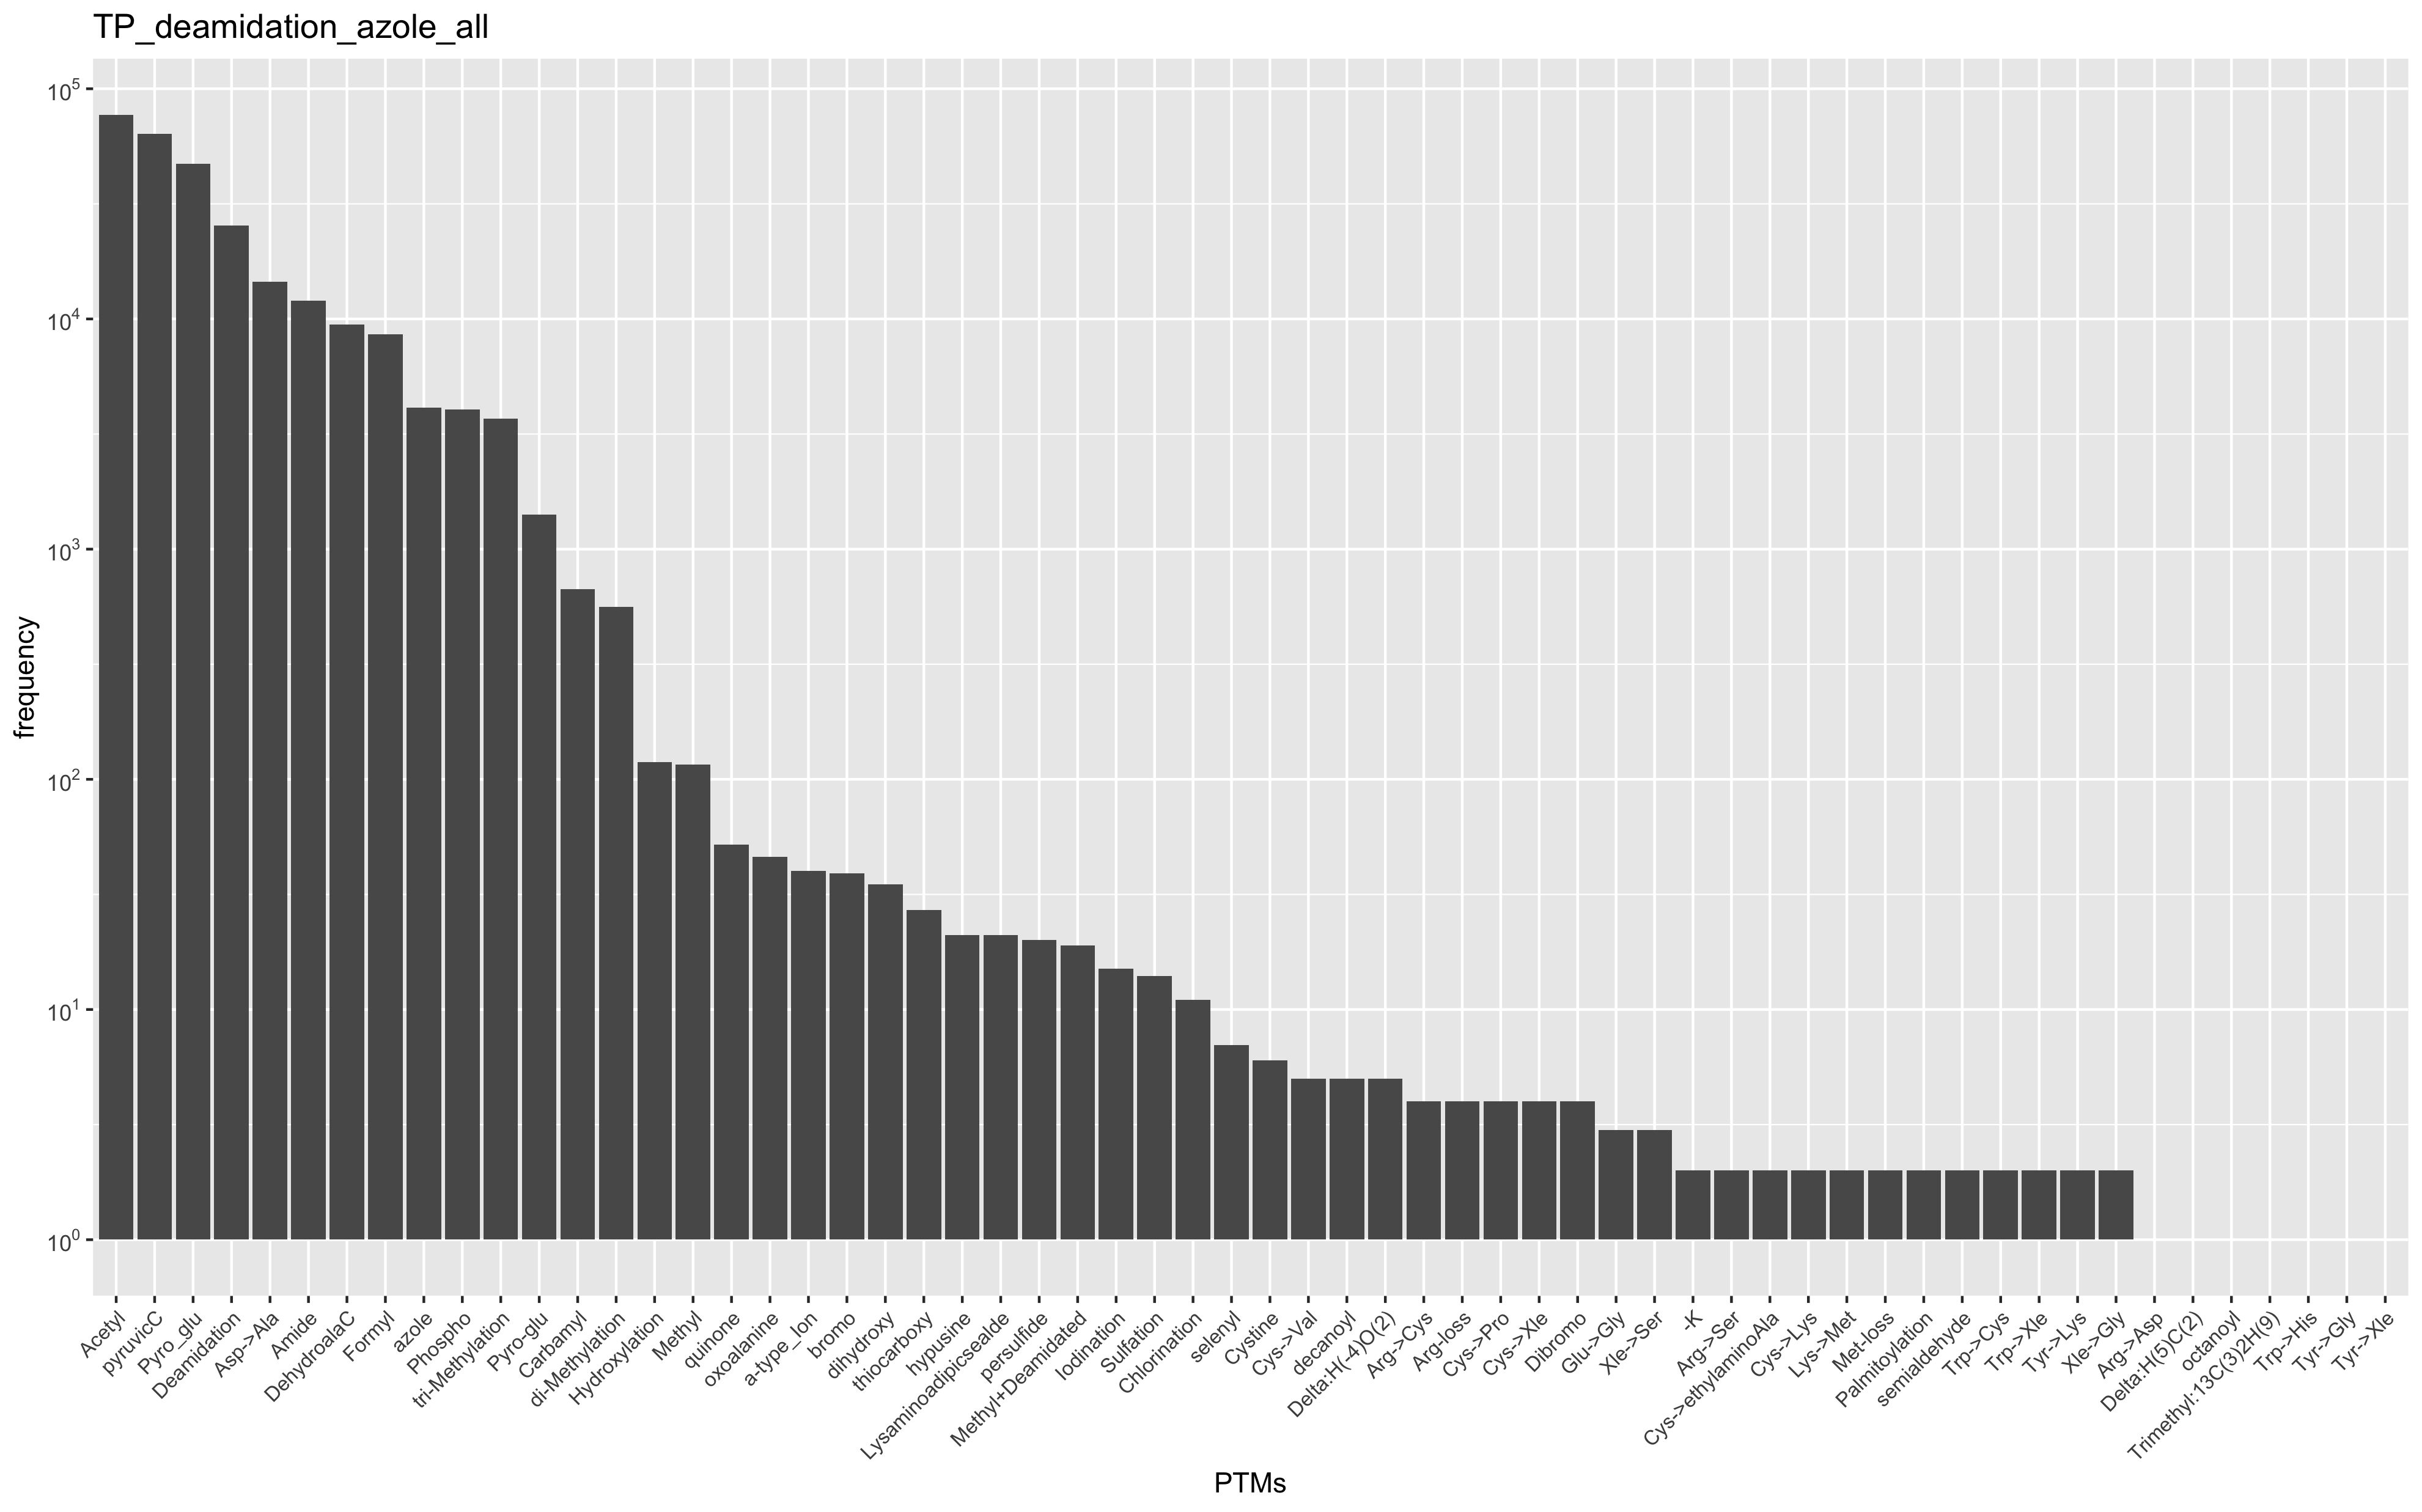 TP_deamidation_azole_all
frequency
10^5
10^4
10^3
10^2
10^1
10^0
Acetyl
pyruvicC
Pyro_glu
Deamidation
Asp->Ala
Amide
DehydroalaC
Formyl
azole
Phospho
tri-Methylation
Pyro-glu
Carbamyl
di-Methylation
Hydroxylation
Methyl
quinone
oxoalanine
a-type_Ion
bromo
dihydroxy
thiocarboxy
hypusine
Lysaminoadipicsealde
persulfide
Methyl+Deamidated
Iodination
Sulfation
Chlorination
selenyl
Cystine
Cys->Val
decanoyl
Delta:H(-4)O(2)
Arg->Cys
Arg-loss
Cys->Pro
Cys->Xle
Dibromo
Glu->Gly
Xle->Ser
-K
Arg->Ser
Cys->ethylaminoAla
Cys->Lys
Lys->Met
Met-loss
Palmitoylation
semialdehyde
Trp->Cys
Trp->Xle
Tyr->Lys
Xle->Gly
Arg->Asp
Delta:H(5)C(2)
octanoyl
Trimethyl:13C(3)2H(9)
Trp->His
Tyr->Gly
Tyr->Xle
PTMs